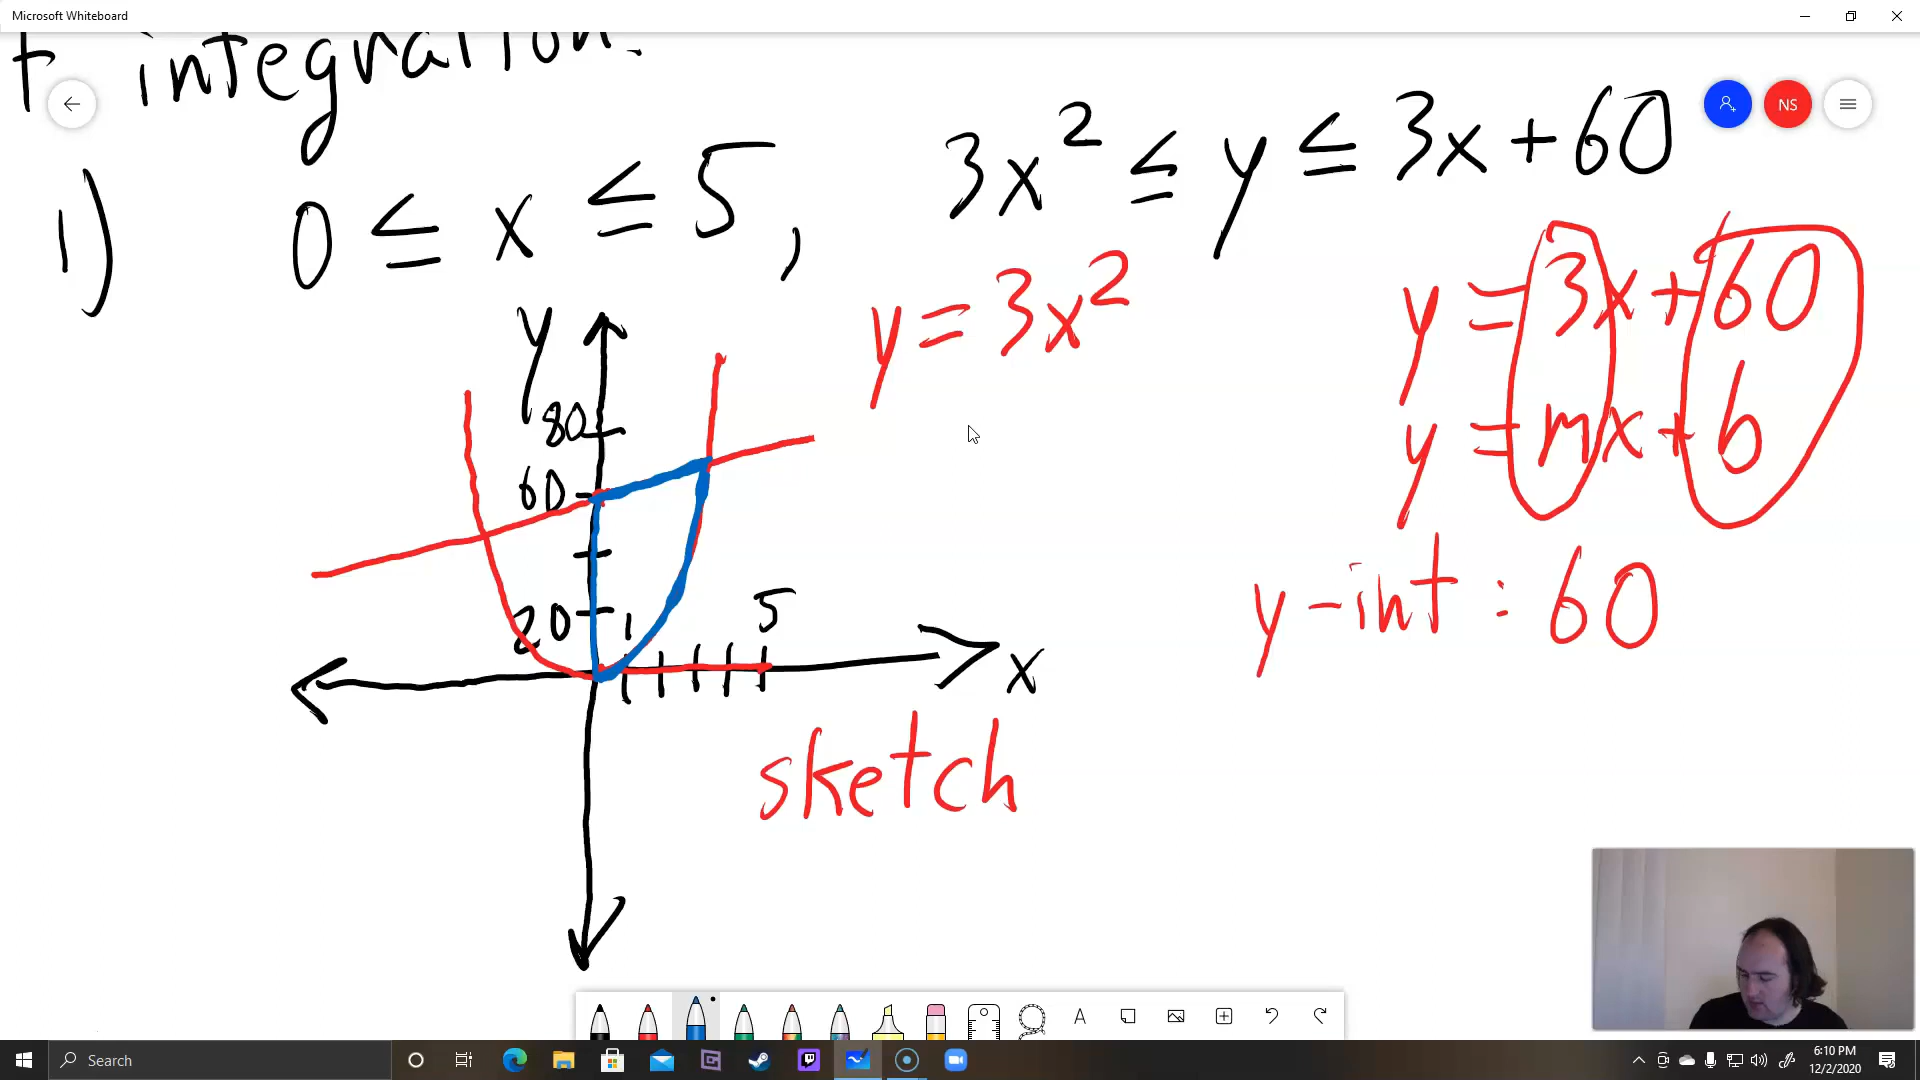 Microsoft Whiteboard
integration.
NS
1) 0 ≤ x ≤ 5, 3x² ≤ y ≤ 3x + 60
y = 3x²
y = 3x + 60
y = mx + b
y-int : 60
y
80
60
20
1
5
x
sketch
A
Search
6:10 PM
12/2/2020